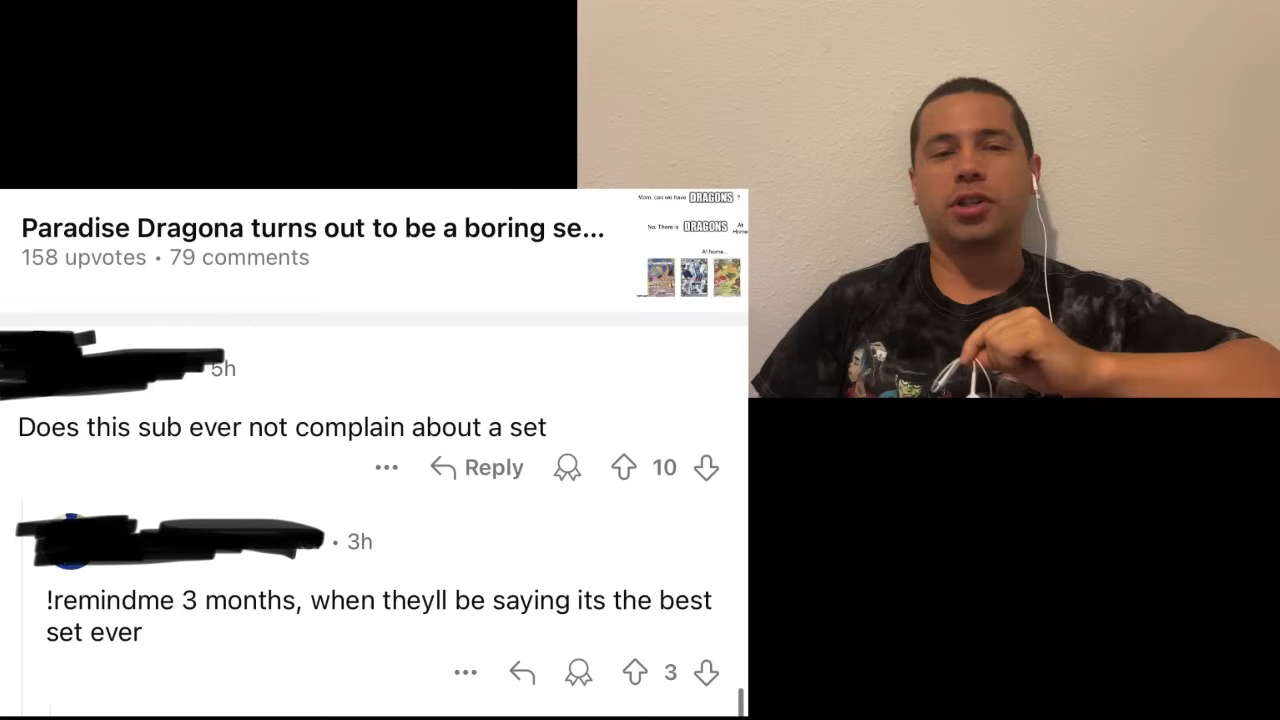 Paradise Dragona turns out to be a boring se...
158 upvotes • 79 comments
Mom, can we have DRAGONS ?
No. There is DRAGONS At Home
At home...
5h
Does this sub ever not complain about a set
Reply 10
• 3h
!remindme 3 months, when theyll be saying its the best
set ever
3